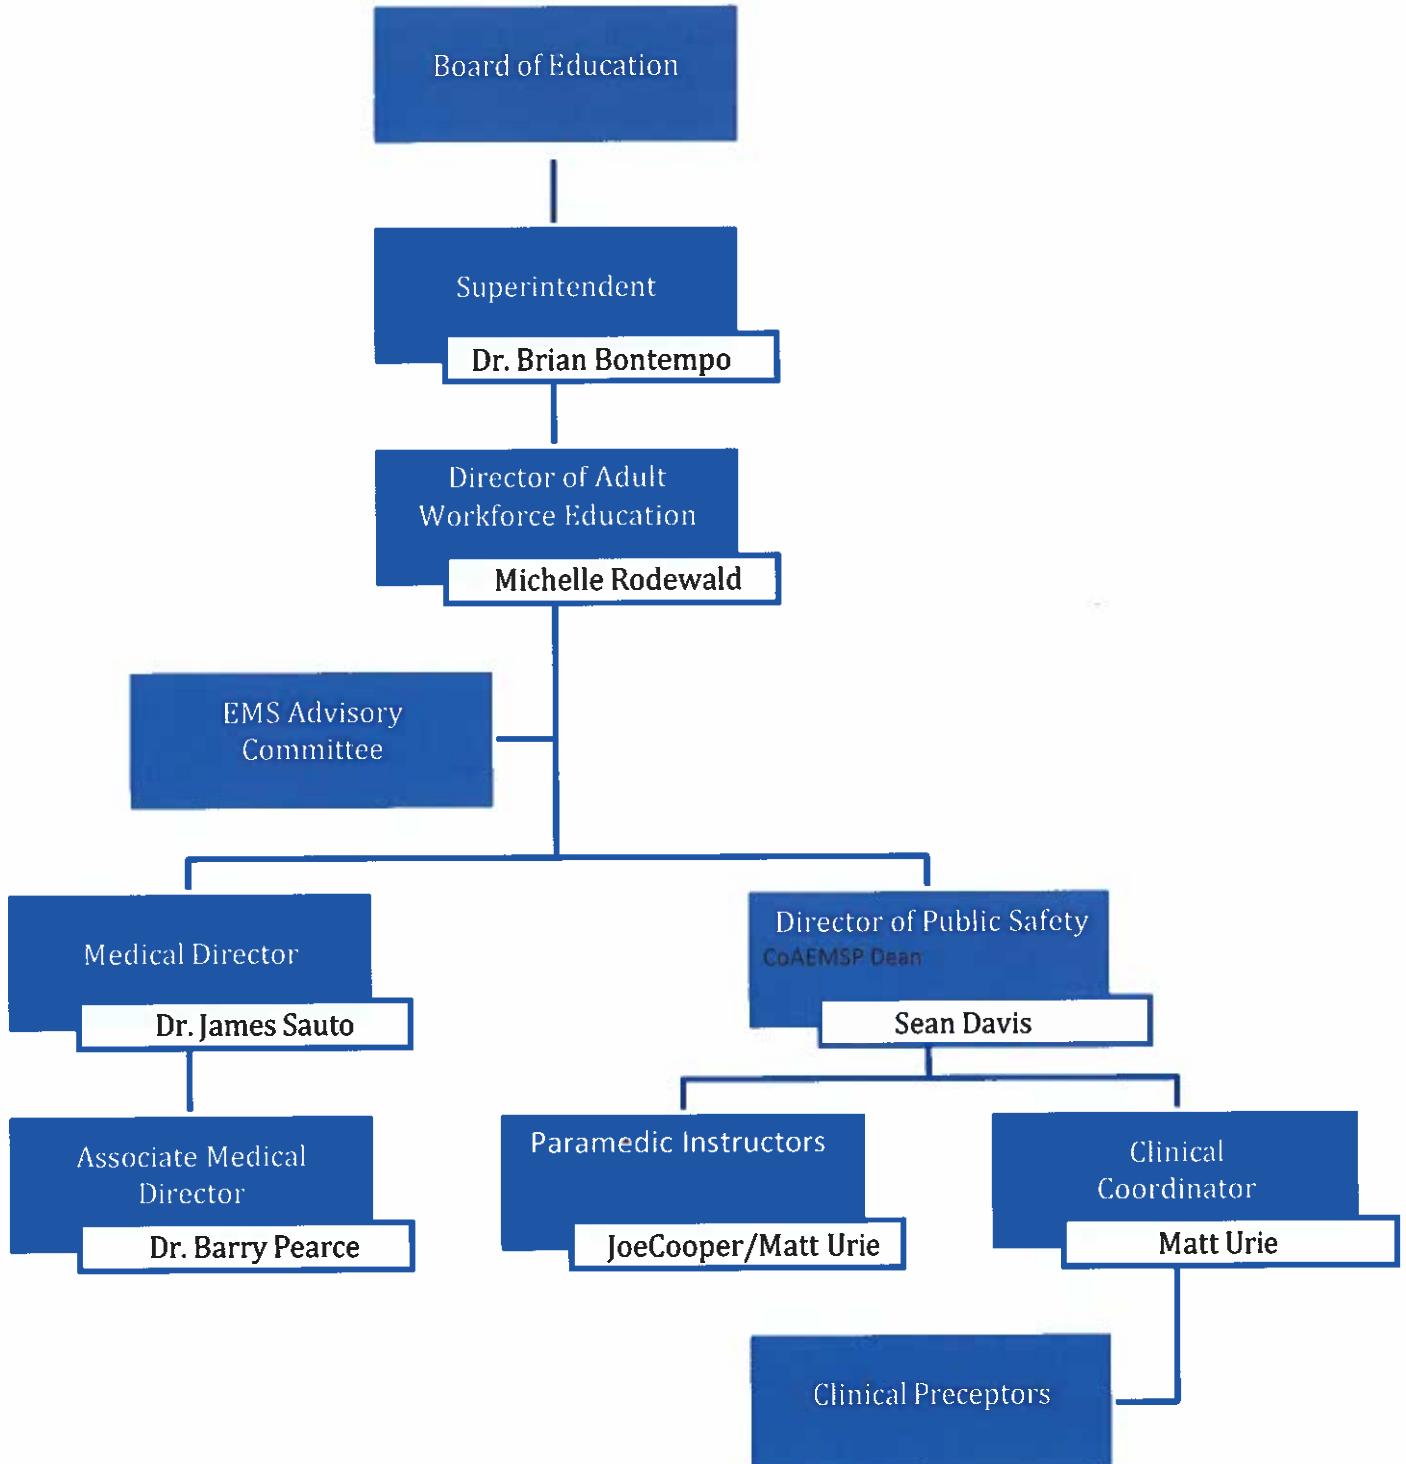 Board of Education
Superintendent
Dr. Brian Bontempo
Director of Adult
Workforce Education
Michelle Rodewald
EMS Advisory
Committee
Medical Director
Dr. James Sauto
Director of Public Safety
CoAEMSP Dean
Sean Davis
Associate Medical
Director
Dr. Barry Pearce
Paramedic Instructors
JoeCooper/Matt Urie
Clinical
Coordinator
Matt Urie
Clinical Preceptors